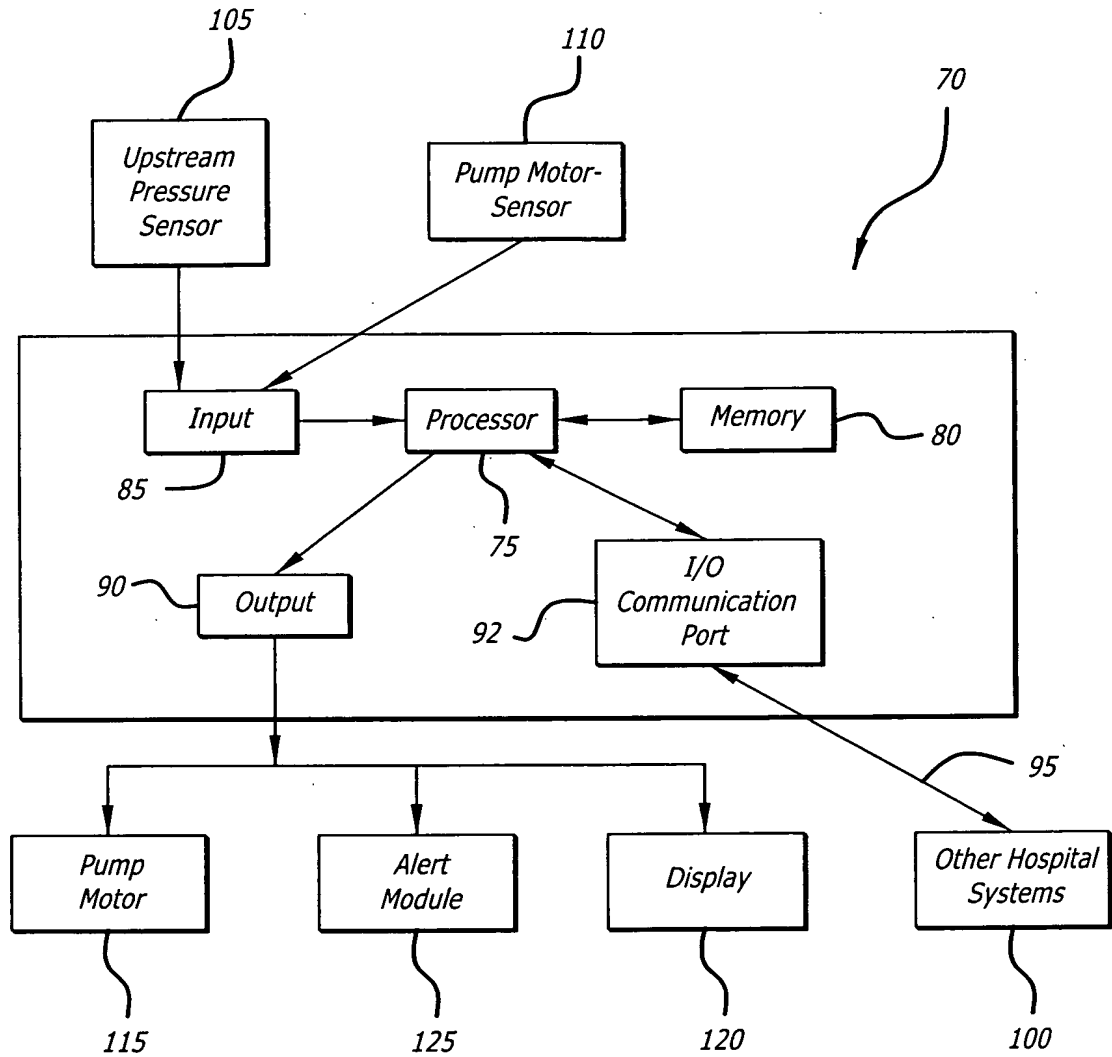 105
110
70
Upstream
Pressure
Sensor
Pump Motor-
Sensor
Input
Processor
Memory
85
75
80
90
Output
92
I/O
Communication
Port
95
Pump
Motor
Alert
Module
Display
Other Hospital
Systems
115
125
120
100